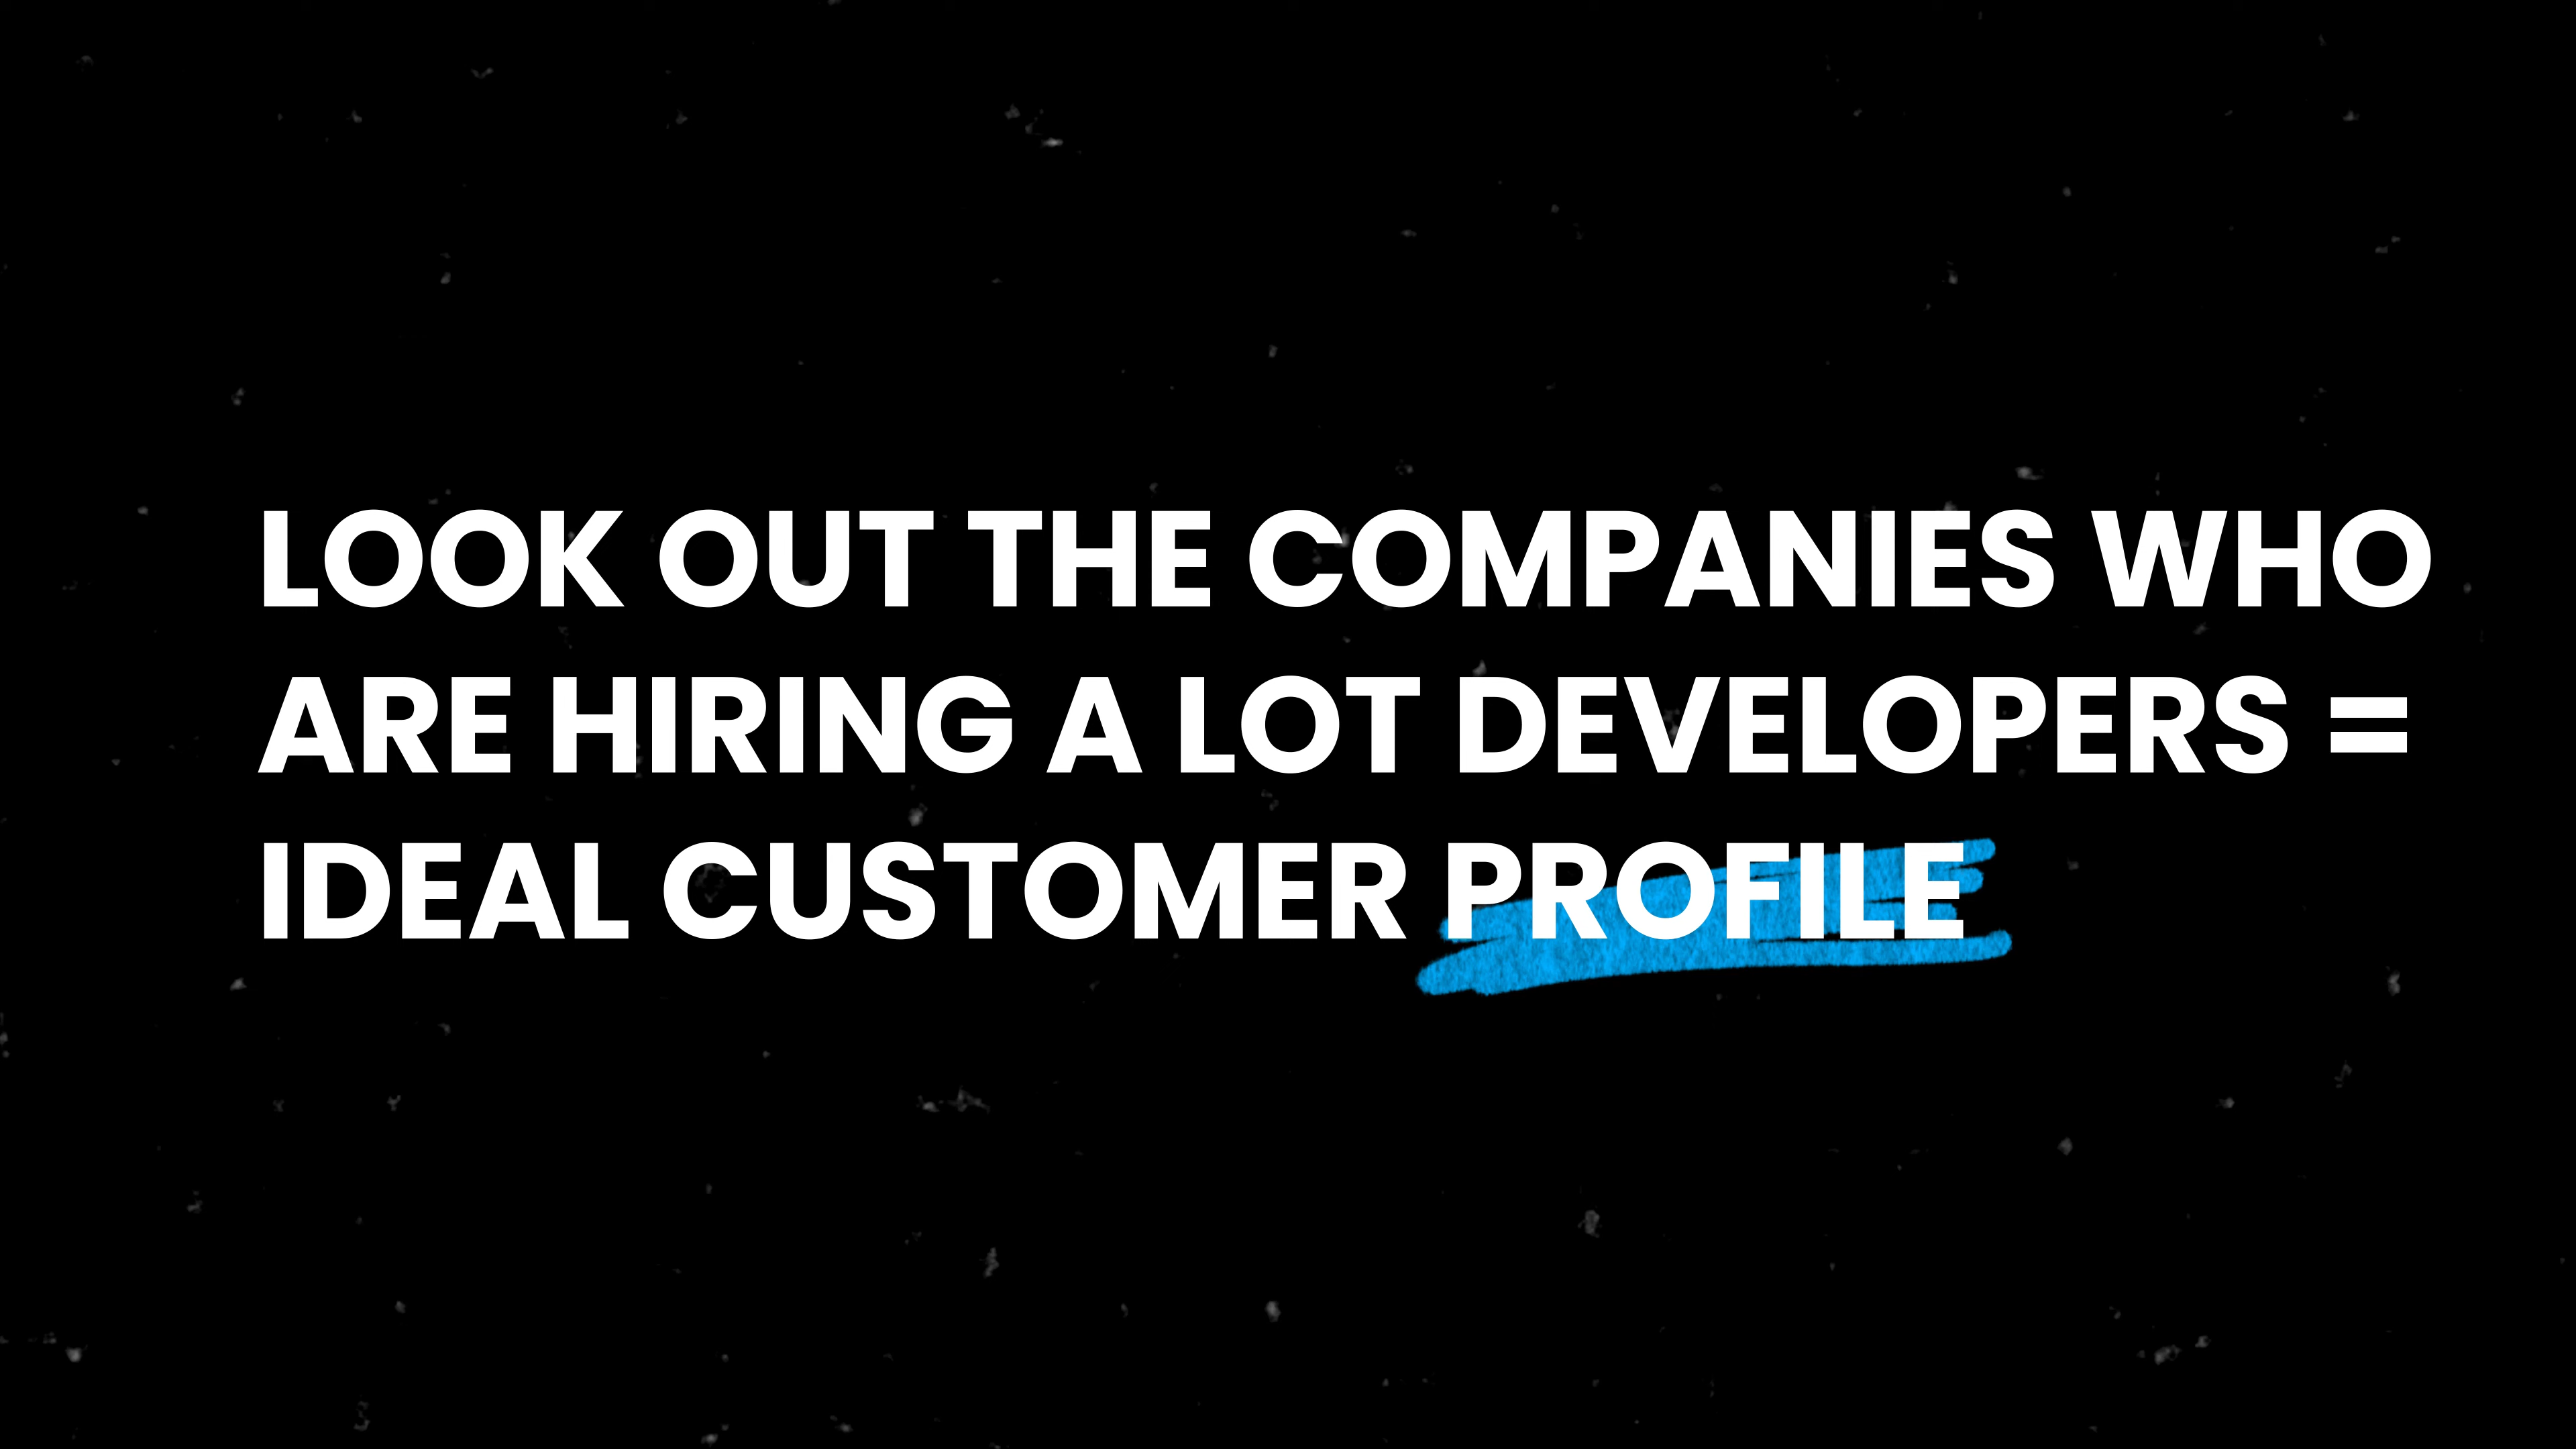 LOOK OUT THE COMPANIES WHO
ARE HIRING A LOT DEVELOPERS =
IDEAL CUSTOMER PROFILE